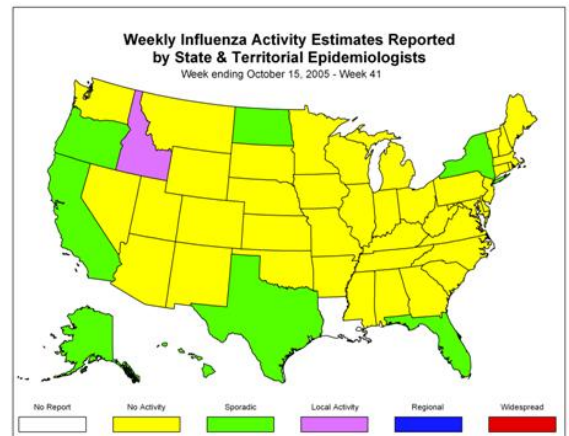 Weekly Influenza Activity Estimates Reported
by State & Territorial Epidemiologists
Week ending October 15, 2005 - Week 41
No Report No Activity Sporadic Local Activity Regional Widespread